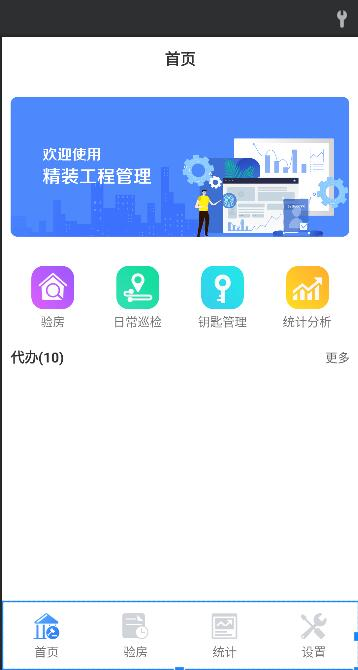 首页
欢迎使用
精装工程管理
验房
日常巡检
钥匙管理
统计分析
代办(10)
更多
首页
验房
统计
设置